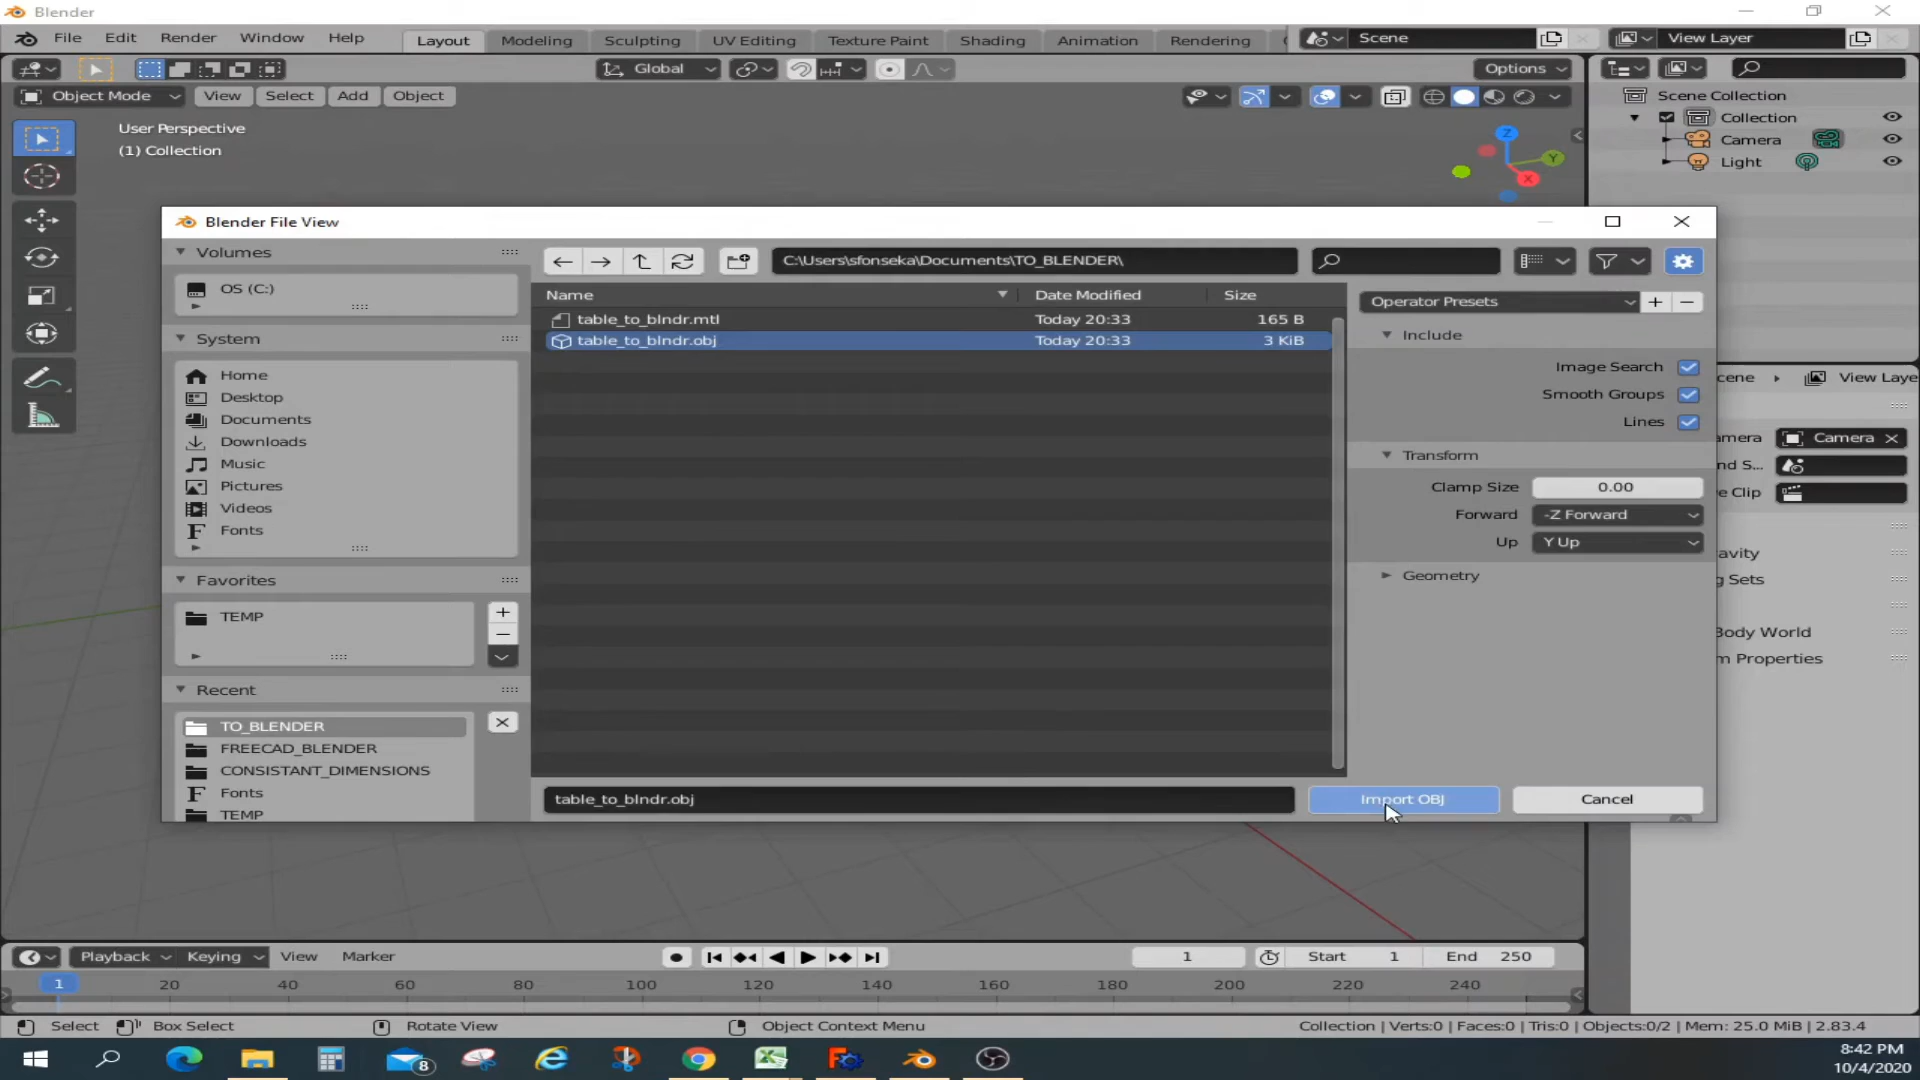 Blender
File Edit Render Window Help Layout Modeling Sculpting UV Editing Texture Paint Shading Animation Rendering Scene View Layer
Global Options
Object Mode View Select Add Object
Scene Collection
Collection
Camera
Light
User Perspective
(1) Collection
Z
Y
X
Blender File View
Volumes
OS (C:)
System
Home
Desktop
Documents
Downloads
Music
Pictures
Videos
Fonts
Favorites
TEMP
Recent
TO_BLENDER
FREECAD_BLENDER
CONSISTANT_DIMENSIONS
Fonts
TEMP
C:\Users\sfonseka\Documents\TO_BLENDER\
Name Date Modified Size
table_to_blndr.mtl Today 20:33 165 B
table_to_blndr.obj Today 20:33 3 KiB
table_to_blndr.obj
Import OBJ Cancel
Operator Presets
Include
Image Search
Smooth Groups
Lines
Transform
Clamp Size 0.00
Forward -Z Forward
Up Y Up
Geometry
cene View Laye
amera Camera
nd S...
e Clip
avity
g Sets
Body World
m Properties
Playback Keying View Marker 1 Start 1 End 250
1 20 40 60 80 100 120 140 160 180 200 220 240
Select Box Select Rotate View Object Context Menu Collection | Verts:0 | Faces:0 | Tris:0 | Objects:0/2 | Mem: 25.0 MiB | 2.83.4
8
8:42 PM
10/4/2020